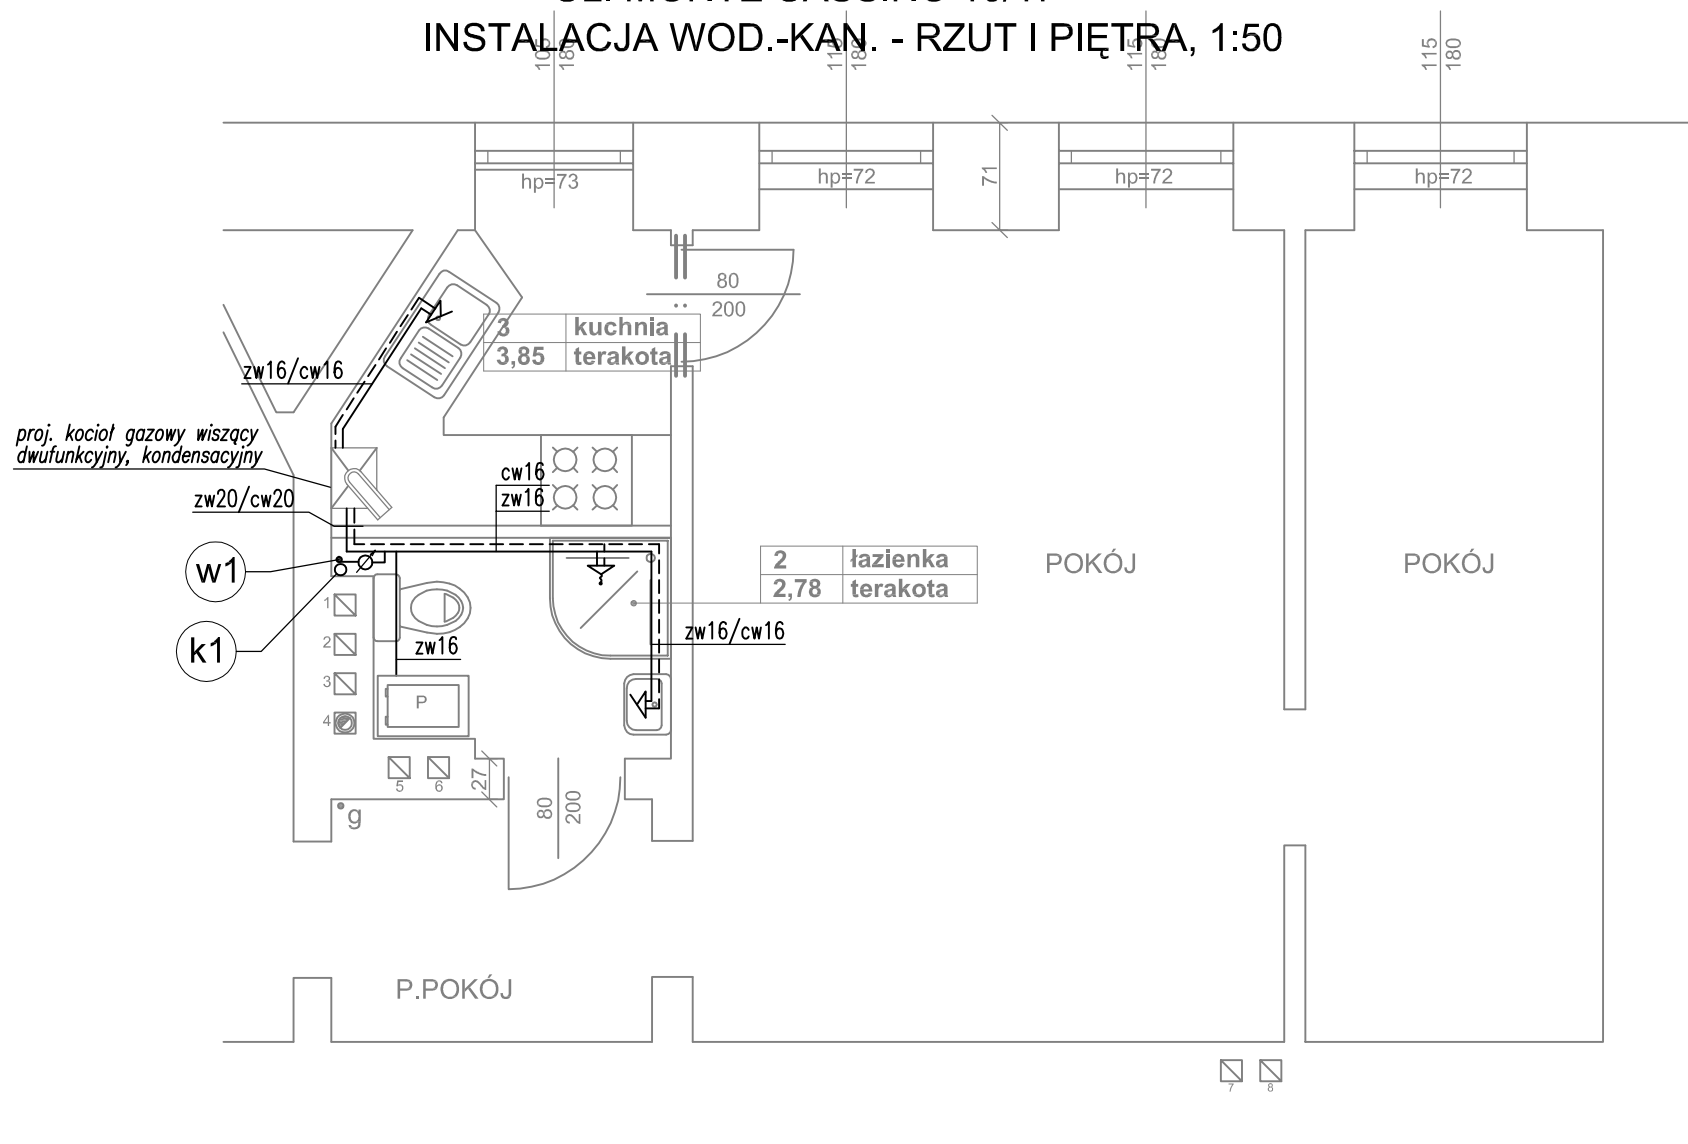 INSTALACJA WOD.-KAN. - RZUT I PIĘTRA, 1:50
105
180
115
180
115
180
115
180
hp=73
hp=72
hp=72
hp=72
71
80
200
3 kuchnia
3,85 terakota
zw16/cw16
proj. kocioł gazowy wiszący
dwufunkcyjny, kondensacyjny
zw20/cw20
cw16
zw16
w1
k1
2 łazienka
2,78 terakota
POKÓJ
POKÓJ
1
2
3
4
zw16
zw16/cw16
P
5
6
27
80
200
g
P.POKÓJ
7
8